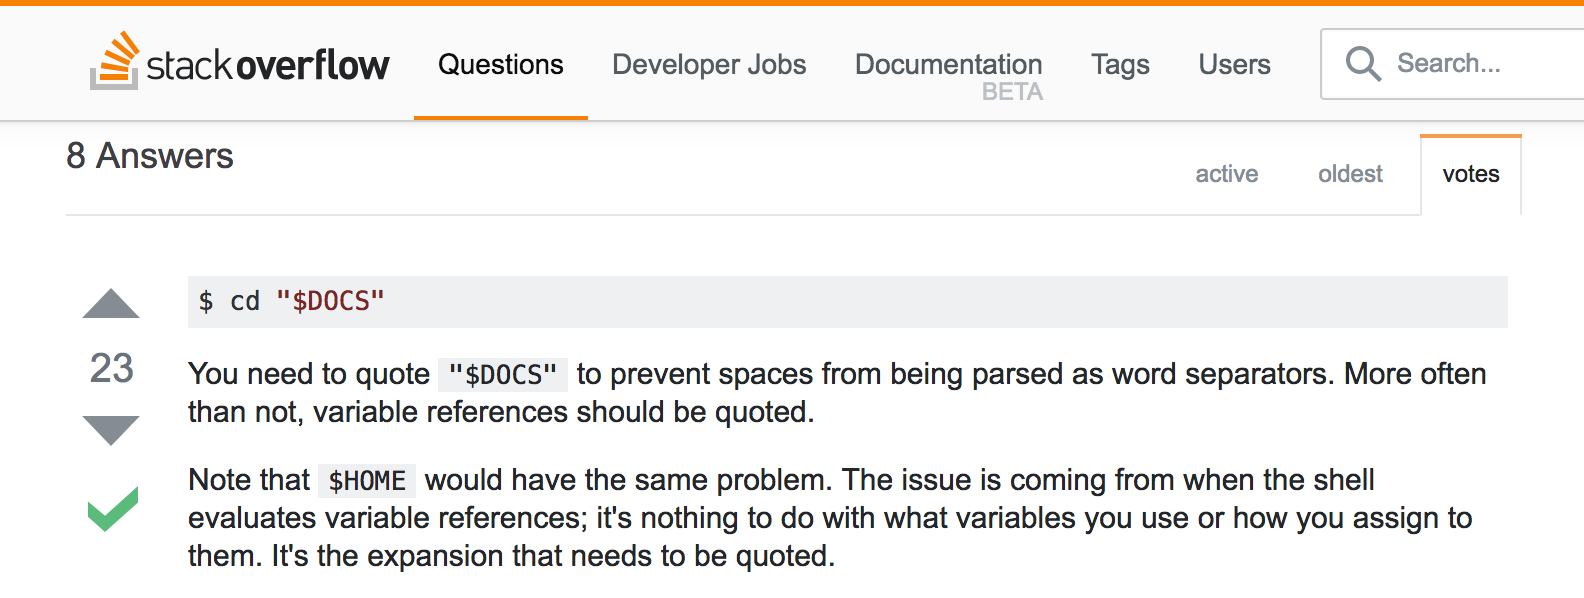 stackoverflow Questions Developer Jobs Documentation Tags Users Search...
BETA
8 Answers
active oldest votes
$ cd "$DOCS"
23
You need to quote "$DOCS" to prevent spaces from being parsed as word separators. More often
than not, variable references should be quoted.
Note that $HOME would have the same problem. The issue is coming from when the shell
evaluates variable references; it's nothing to do with what variables you use or how you assign to
them. It's the expansion that needs to be quoted.